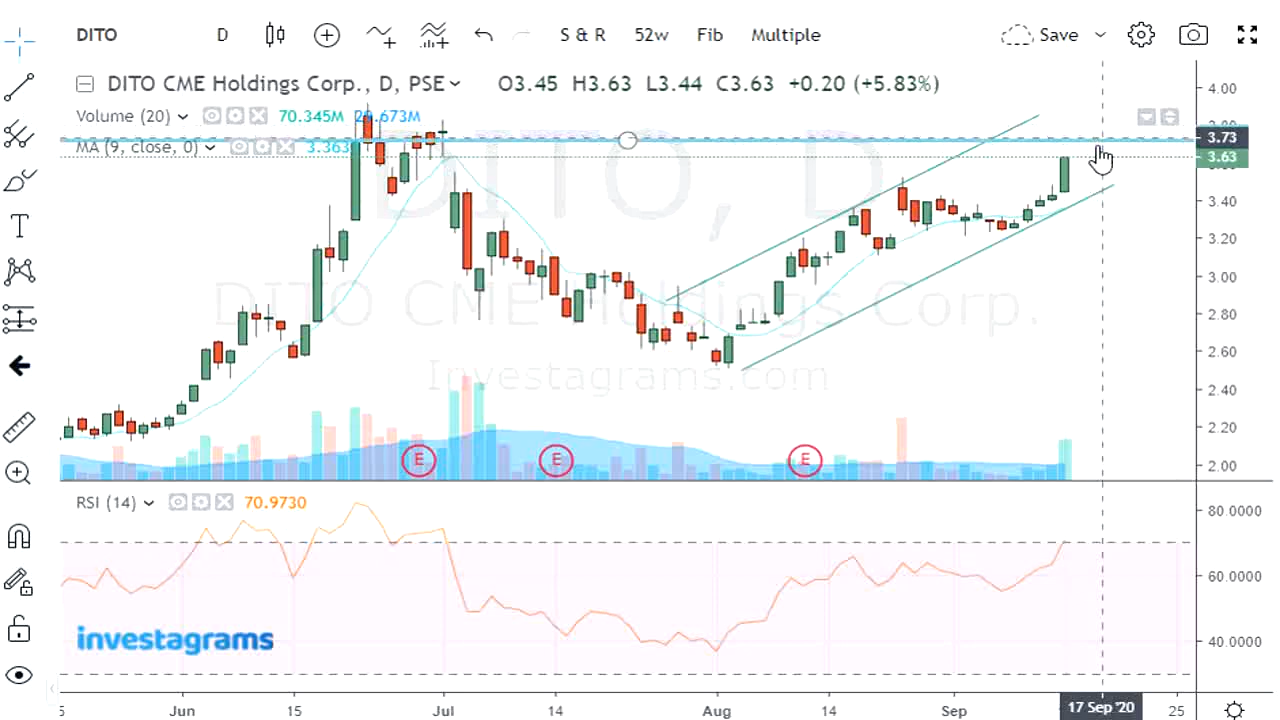 DITO D S & R 52w Fib Multiple Save
DITO CME Holdings Corp., D, PSE O3.45 H3.63 L3.44 C3.63 +0.20 (+5.83%)
Volume (20) 70.345M
MA (9, close, 0) 3.363
DITO, D
DITO CME Holdings Corp.
Investagrams.com
4.00
3.73
3.63
3.40
3.20
3.00
2.80
2.60
2.40
2.20
2.00
E E E
RSI (14) 70.9730
80.0000
60.0000
40.0000
investagrams
Jun 15 Jul 14 Aug 14 Sep 17 Sep '20 25